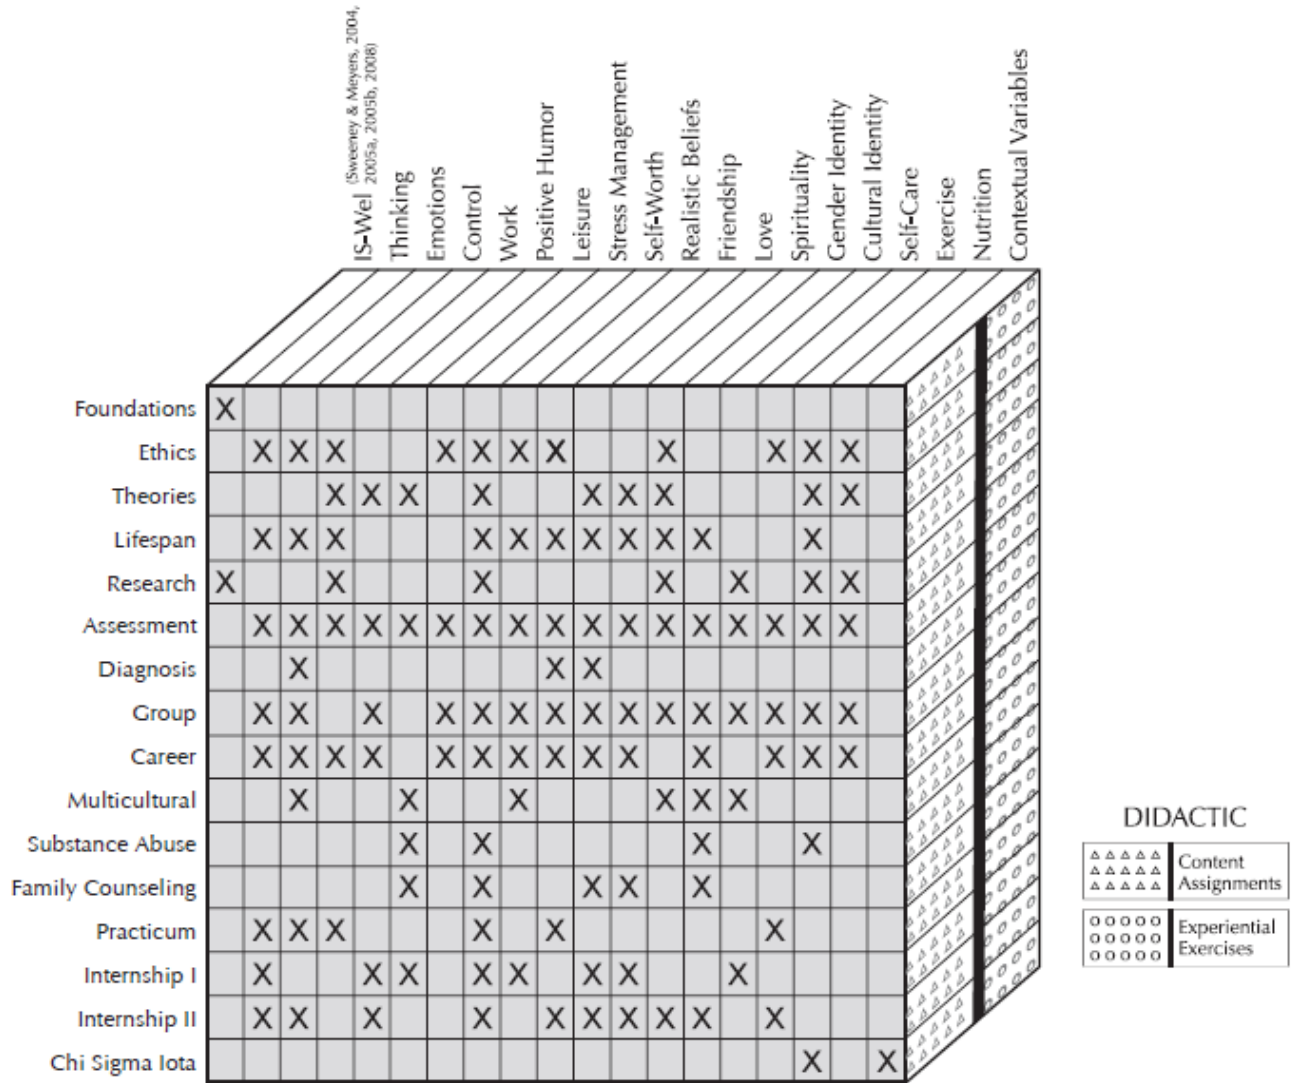 IS-Wel (Sweeney & Meyers, 2004,
2005a, 2005b, 2008)
Thinking
Emotions
Control
Work
Positive Humor
Leisure
Stress Management
Self-Worth
Realistic Beliefs
Friendship
Love
Spirituality
Gender Identity
Cultural Identity
Self-Care
Exercise
Nutrition
Contextual Variables
Foundations X
Ethics X X X X X X X X X X X
Theories X X X X X X X X X
Lifespan X X X X X X X X X X X
Research X X X X X X X
Assessment X X X X X X X X X X X X X X X X X
Diagnosis X X X
Group X X X X X X X X X X X X X X X
Career X X X X X X X X X X X X X X
Multicultural X X X X X X
Substance Abuse X X X X
Family Counseling X X X X X
Practicum X X X X X X
Internship I X X X X X X X X
Internship II X X X X X X X X X X
Chi Sigma Iota X X
DIDACTIC
Content
Assignments
Experiential
Exercises